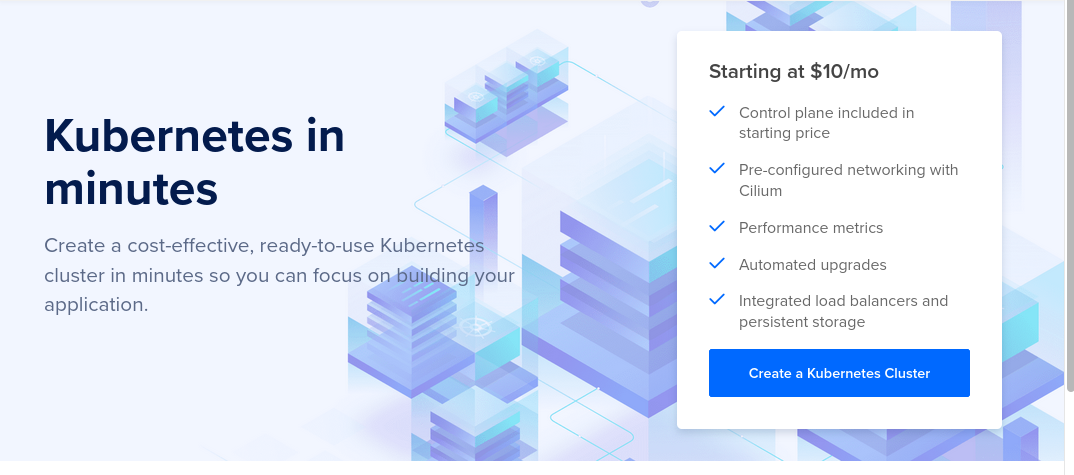 Kubernetes in
minutes
Create a cost-effective, ready-to-use Kubernetes
cluster in minutes so you can focus on building your
application.
Starting at $10/mo
Control plane included in
starting price
Pre-configured networking with
Cilium
Performance metrics
Automated upgrades
Integrated load balancers and
persistent storage
Create a Kubernetes Cluster